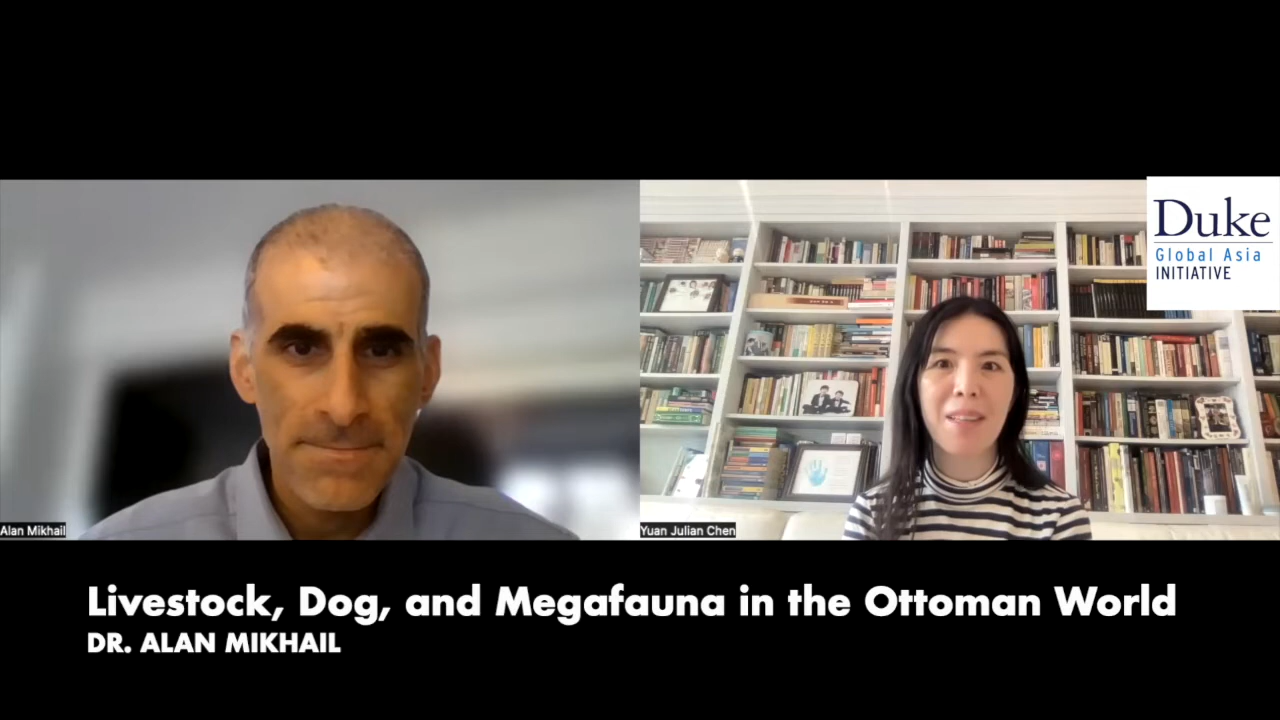 Duke
Global Asia
INITIATIVE
Alan Mikhail
Yuan Julian Chen
Livestock, Dog, and Megafauna in the Ottoman World
DR. ALAN MIKHAIL